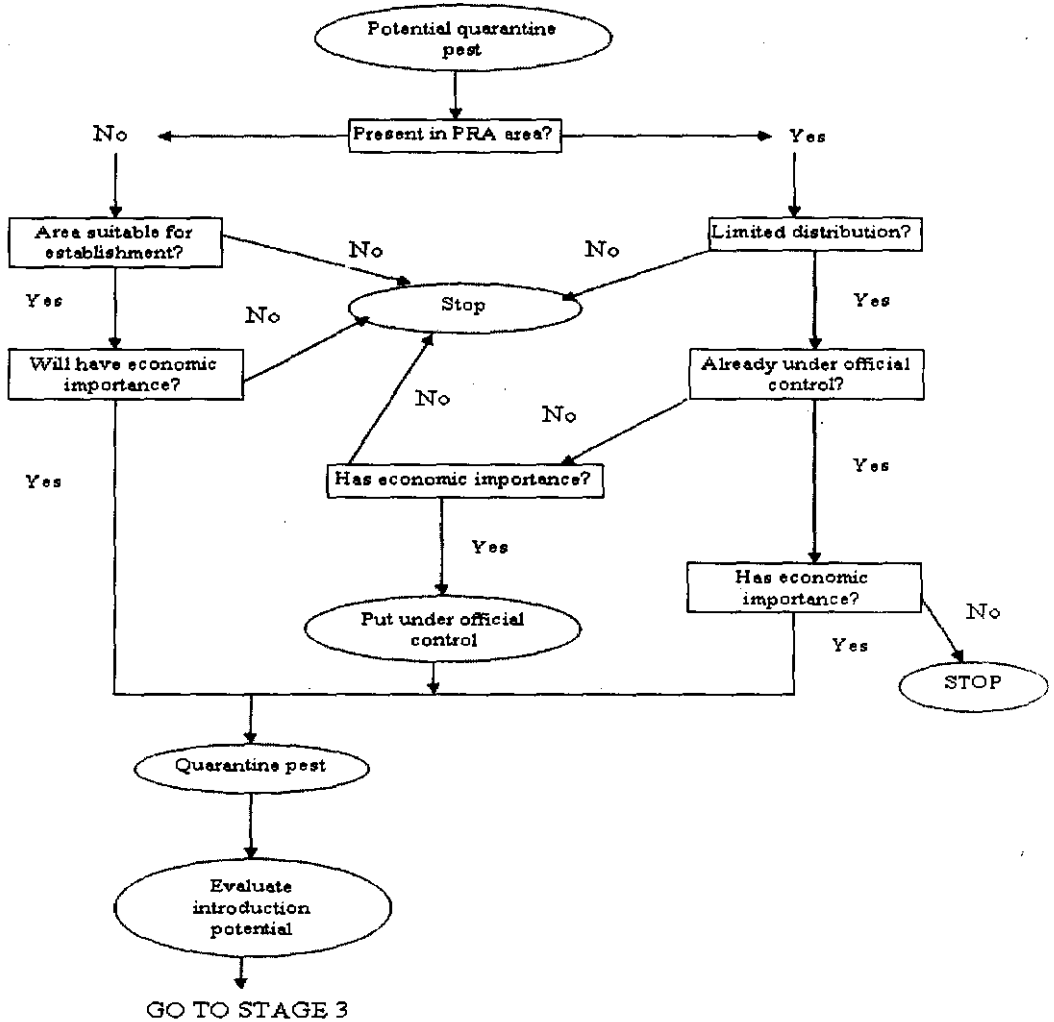 Potential quarantine
pest
No
Present in PRA area?
Yes
Area suitable for
establishment?
No
No
Limited distribution?
Yes
No
Stop
Yes
Will have economic
importance?
No
No
Already under official
control?
Yes
Has economic importance?
Yes
Yes
Has economic
importance?
No
Put under official
control
Yes
STOP
Quarantine pest
Evaluate
introduction
potential
GO TO STAGE 3